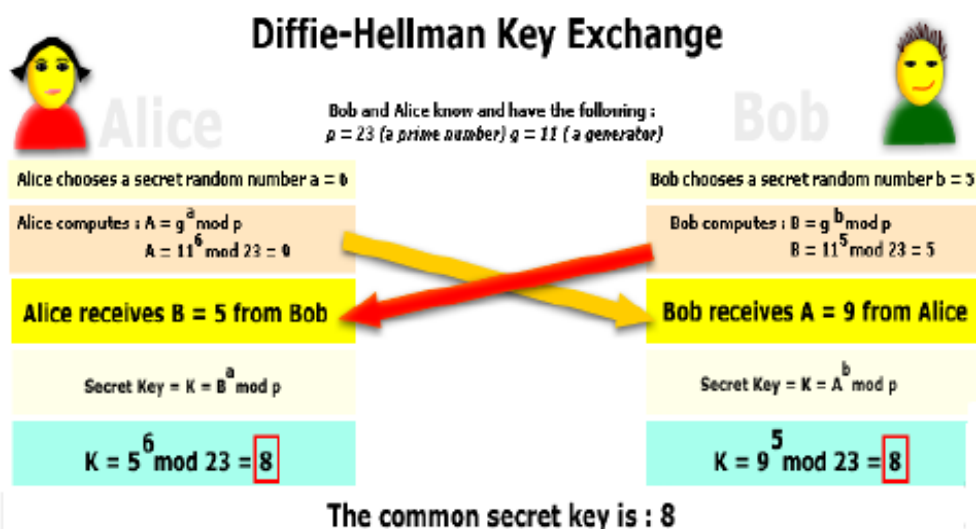 Diffie-Hellman Key Exchange
Alice
Bob
Bob and Alice know and have the following :
p = 23 (a prime number) g = 11 ( a generator)
Alice chooses a secret random number a = 6
Alice computes : A = g^a mod p
A = 11^6 mod 23 = 9
Alice receives B = 5 from Bob
Secret Key = K = B^a mod p
K = 5^6 mod 23 = 8
Bob chooses a secret random number b = 5
Bob computes : B = g^b mod p
B = 11^5 mod 23 = 5
Bob receives A = 9 from Alice
Secret Key = K = A^b mod p
K = 9^5 mod 23 = 8
The common secret key is : 8